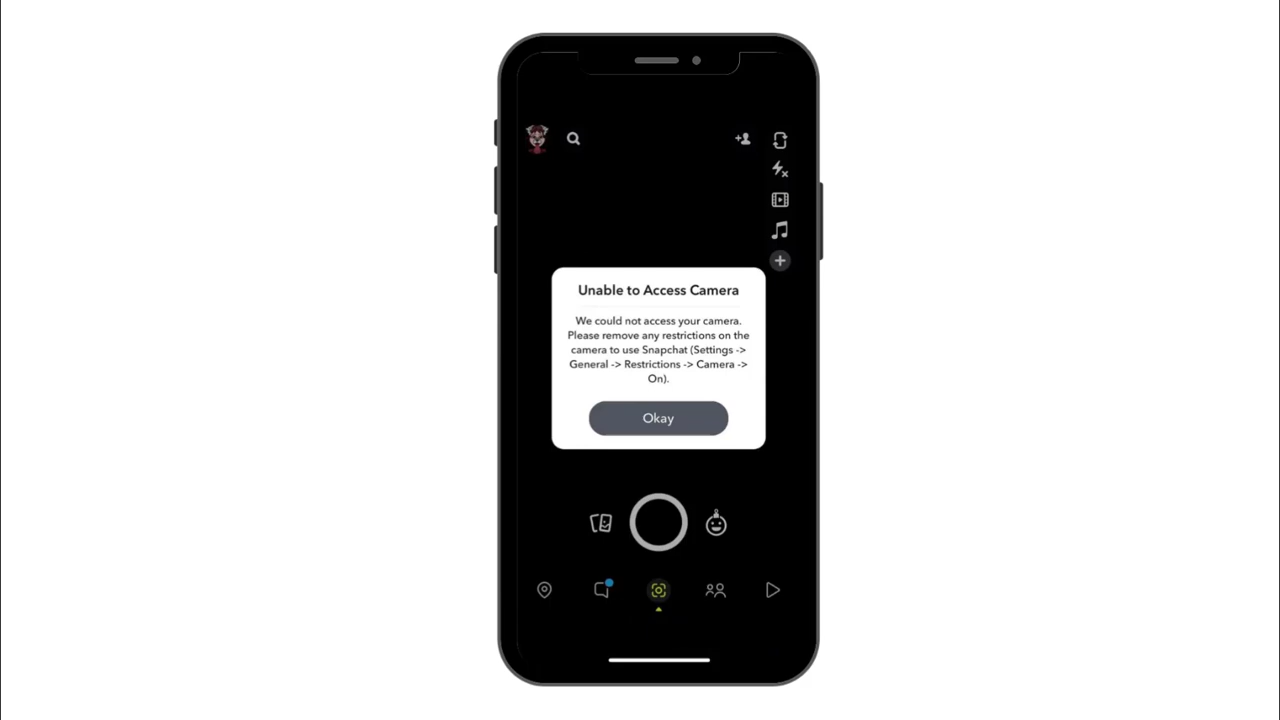 Unable to Access Camera
We could not access your camera.
Please remove any restrictions on the
camera to use Snapchat (Settings ->
General -> Restrictions -> Camera ->
On).
Okay